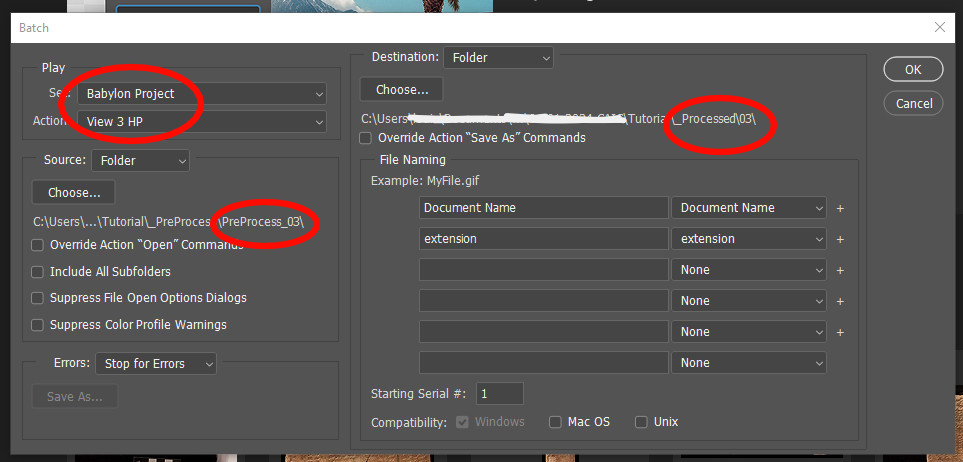 Batch
Play
Set: Babylon Project
Action: View 3 HP
Source: Folder
Choose...
C:\Users\...\Tutorial\_PreProcess\PreProcess_03\
Override Action "Open" Commands
Include All Subfolders
Suppress File Open Options Dialogs
Suppress Color Profile Warnings
Errors: Stop for Errors
Save As...
Destination: Folder
Choose...
C:\Users\ \Tutorial\_Processed\03\
Override Action "Save As" Commands
File Naming
Example: MyFile.gif
Document Name Document Name +
extension extension +
None +
None +
None +
None
Starting Serial #: 1
Compatibility: Windows Mac OS Unix
OK
Cancel